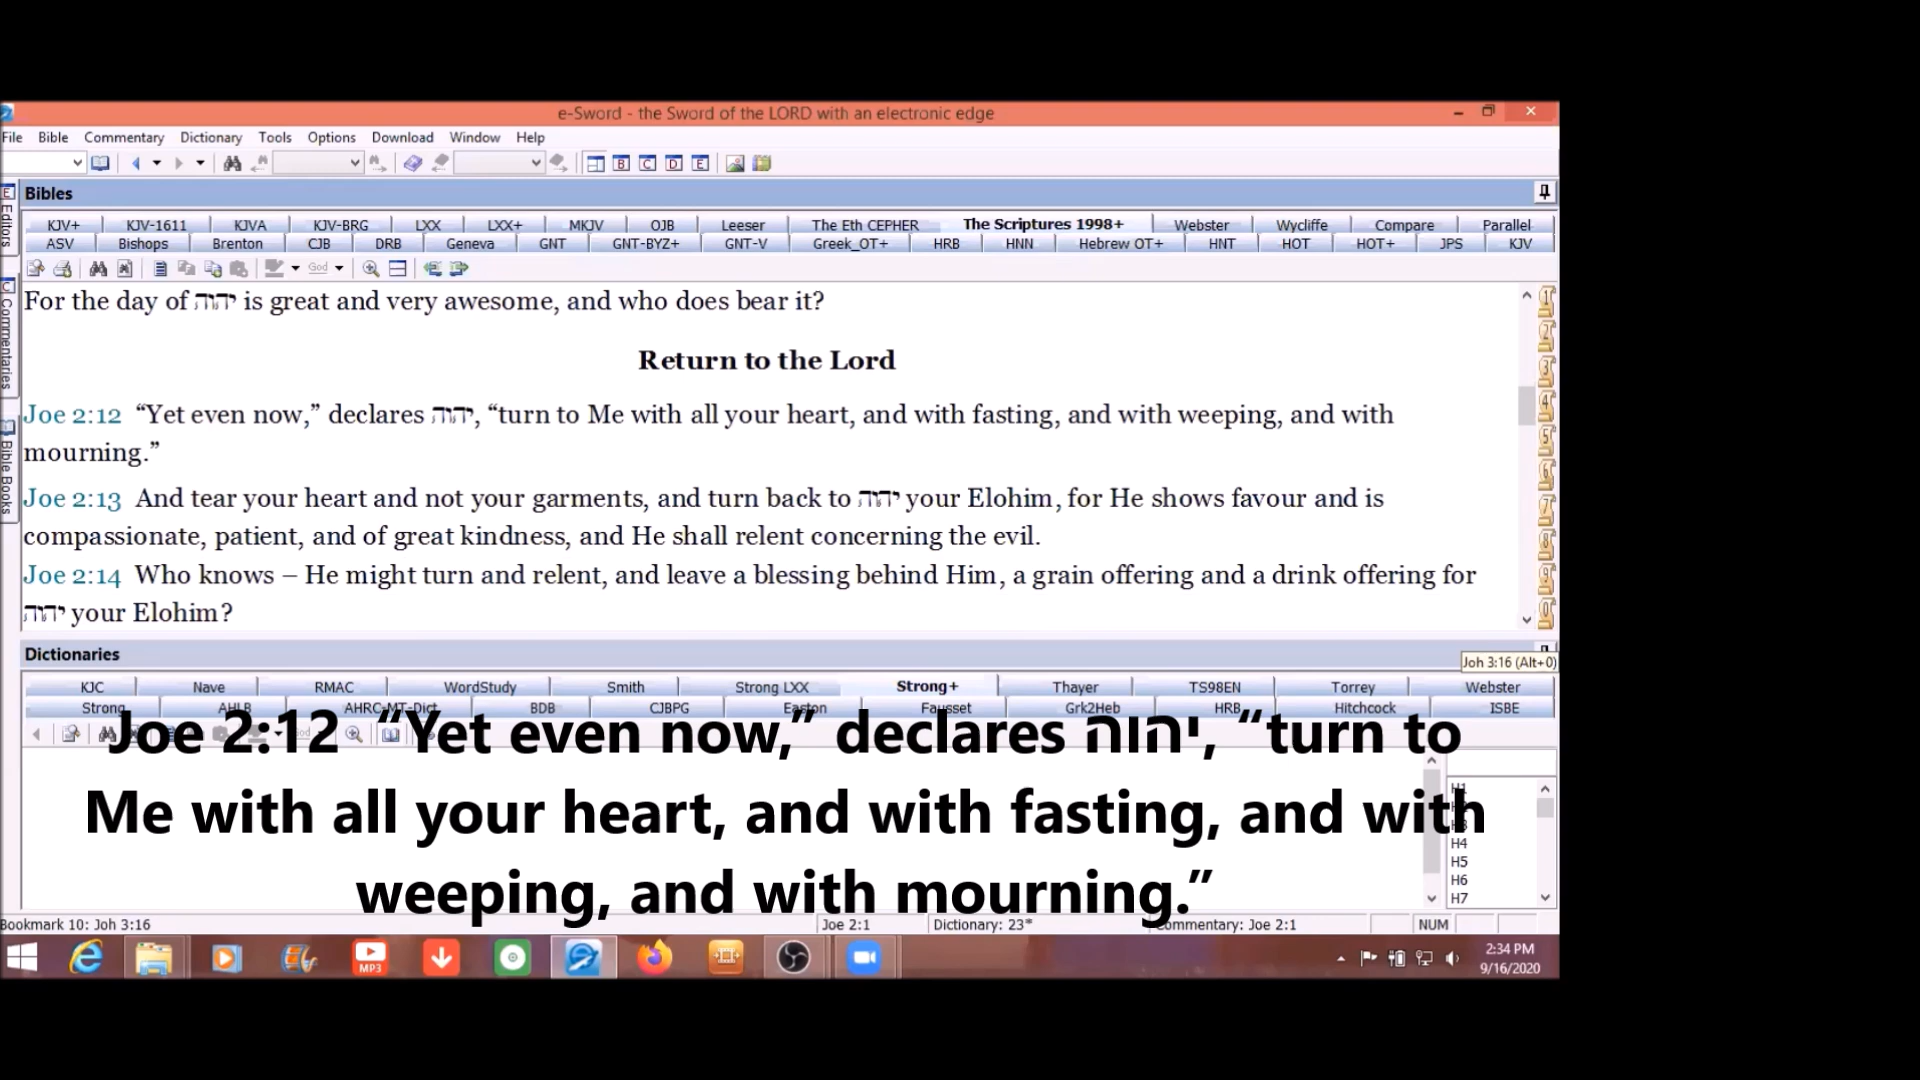 e-Sword - the Sword of the LORD with an electronic edge
File Bible Commentary Dictionary Tools Options Download Window Help
Bibles
KJV+ KJV-1611 KJVA KJV-BRG LXX LXX+ MKJV OJB Leeser The Eth CEPHER The Scriptures 1998+ Webster Wycliffe Compare Parallel
ASV Bishops Brenton CJB DRB Geneva GNT GNT-BYZ+ GNT-V Greek_OT+ HRB HNN Hebrew OT+ HNT HOT HOT+ JPS KJV
God
Editors
Commentaries
Bible Books
For the day of יהוה is great and very awesome, and who does bear it?
Return to the Lord
Joe 2:12 “Yet even now,” declares יהוה, “turn to Me with all your heart, and with fasting, and with weeping, and with
mourning.”
Joe 2:13 And tear your heart and not your garments, and turn back to יהוה your Elohim, for He shows favour and is
compassionate, patient, and of great kindness, and He shall relent concerning the evil.
Joe 2:14 Who knows – He might turn and relent, and leave a blessing behind Him, a grain offering and a drink offering for
יהוה your Elohim?
Dictionaries
Joh 3:16 (Alt+0)
KJC Nave RMAC WordStudy Smith Strong LXX Strong+ Thayer TS98EN Torrey Webster
Strong AHLB AHRC-MT-Dict BDB CJBPG Easton Fausset Grk2Heb HRB Hitchcock ISBE
Joe 2:12 “Yet even now,” declares יהוה, “turn to
Me with all your heart, and with fasting, and with
weeping, and with mourning.”
H1
H4
H5
H6
H7
Bookmark 10: Joh 3:16 Joe 2:1 Dictionary: 23* Commentary: Joe 2:1 NUM
MP3
2:34 PM
9/16/2020